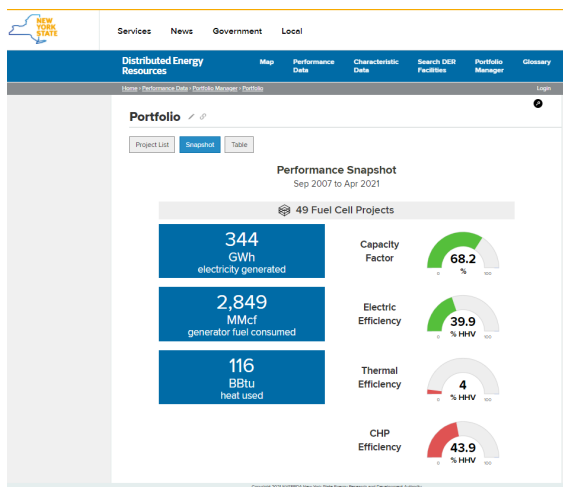 NEW
YORK
STATE
Services News Government Local
Distributed Energy
Resources
Map
Performance
Data
Characteristic
Data
Search DER
Facilities
Portfolio
Manager
Glossary
Home › Performance Data › Portfolio Manager › Portfolio
Login
Portfolio
Project List Snapshot Table
Performance Snapshot
Sep 2007 to Apr 2021
49 Fuel Cell Projects
344
GWh
electricity generated
Capacity
Factor
68.2
%
0 100
2,849
MMcf
generator fuel consumed
Electric
Efficiency
39.9
% HHV
0 100
116
BBtu
heat used
Thermal
Efficiency
4
% HHV
0 100
CHP
Efficiency
43.9
% HHV
0 100